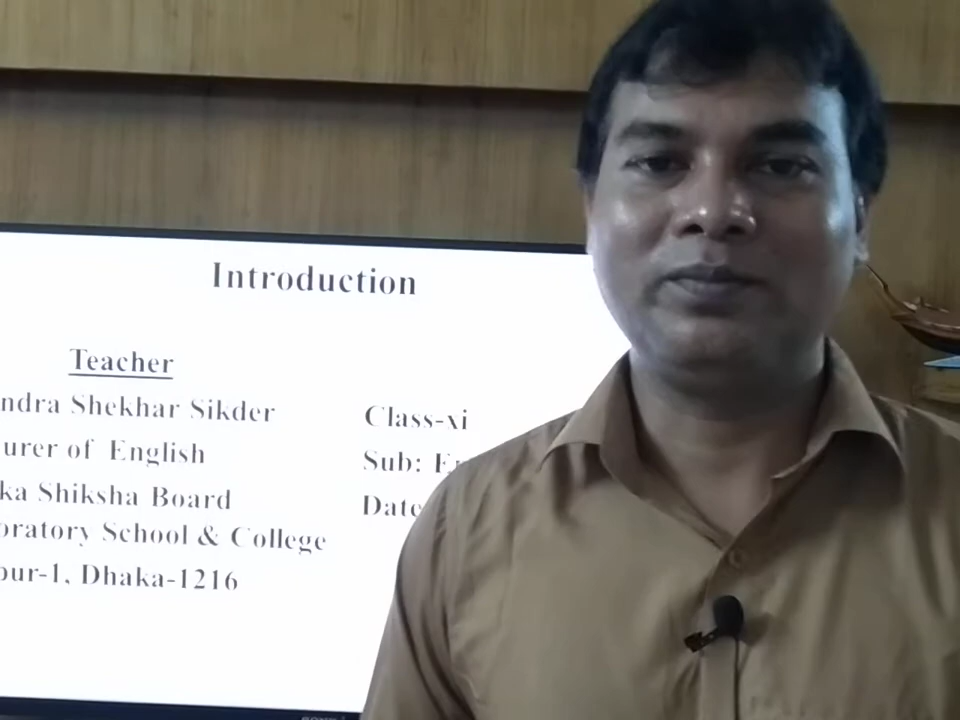 Introduction
Teacher
ndra Shekhar Sikder
urer of English
ka Shiksha Board
oratory School & College
pur-1, Dhaka-1216
Class-xi
Sub: E
Date